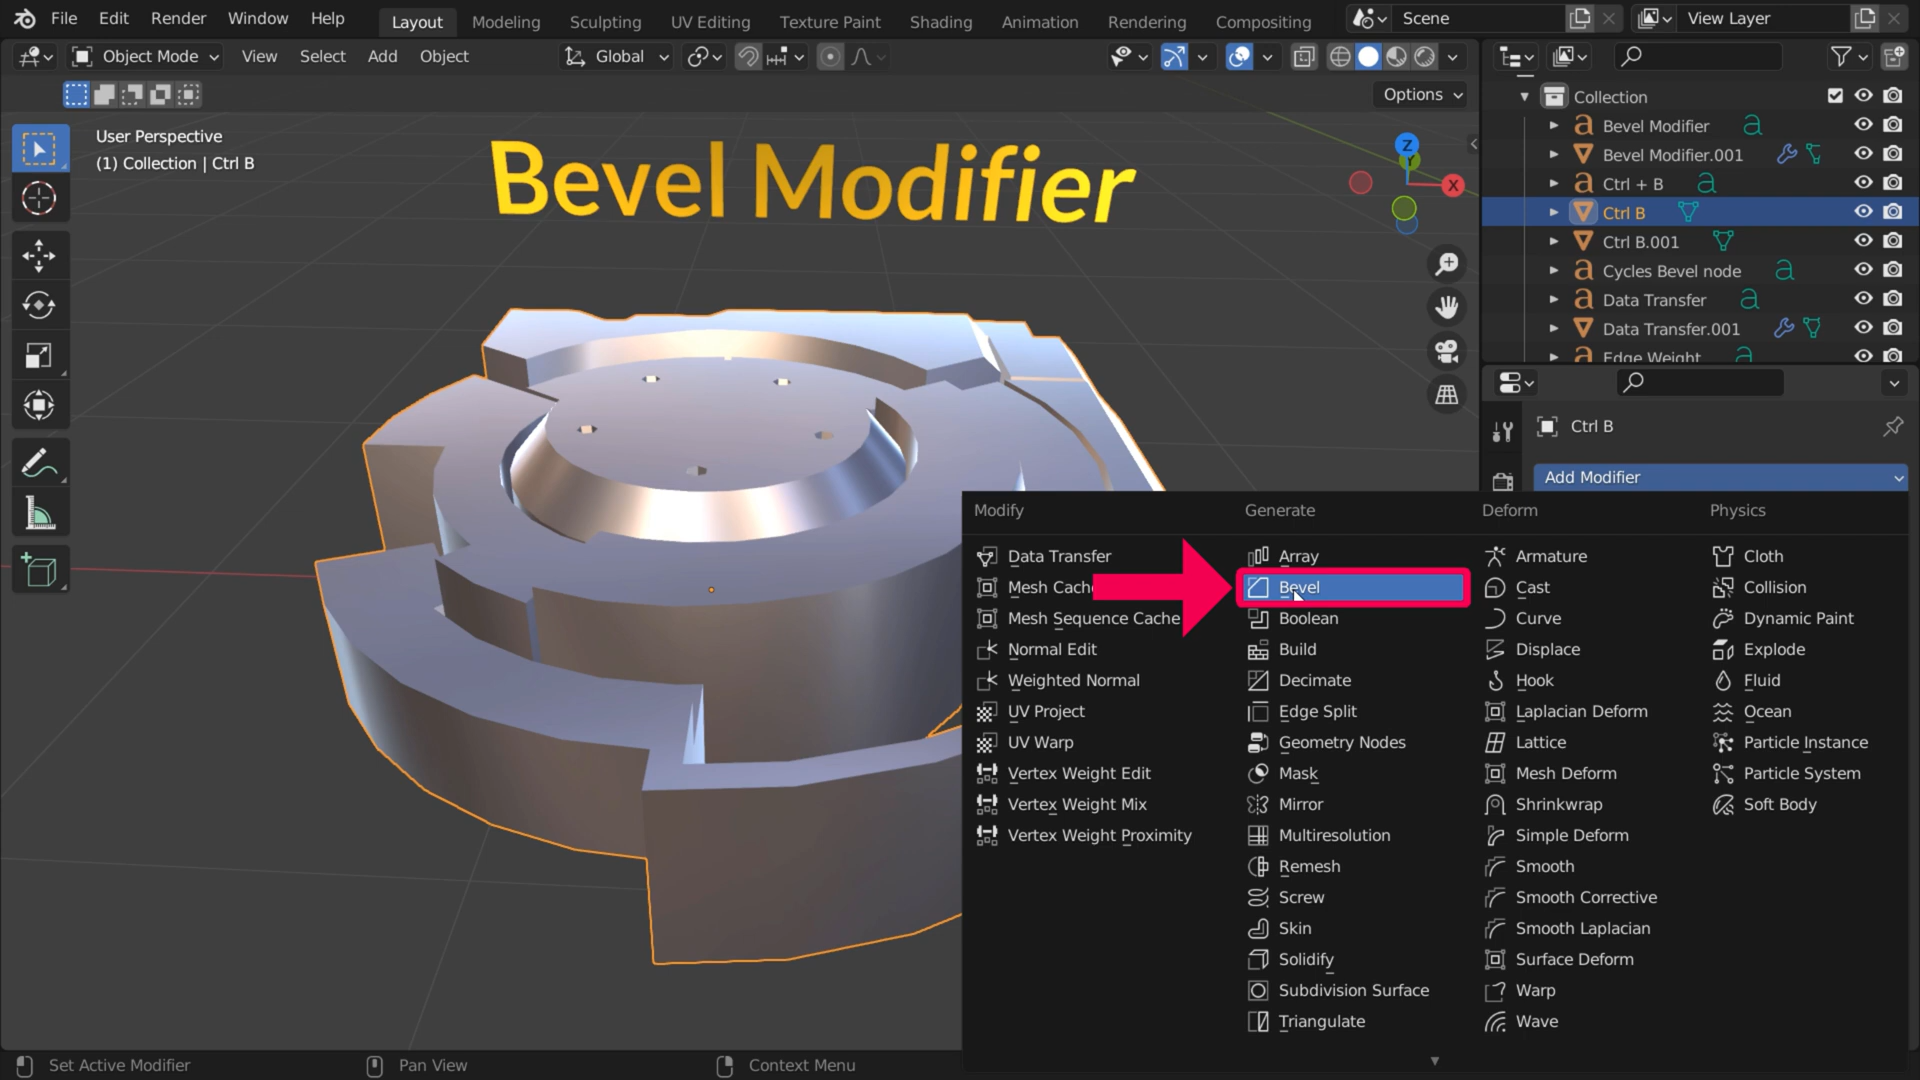 File Edit Render Window Help Layout Modeling Sculpting UV Editing Texture Paint Shading Animation Rendering Compositing Scene View Layer
Object Mode View Select Add Object Global
Options
User Perspective
(1) Collection | Ctrl B
Bevel Modifier
Z
Y
X
Collection
Bevel Modifier
Bevel Modifier.001
Ctrl + B
Ctrl B
Ctrl B.001
Cycles Bevel node
Data Transfer
Data Transfer.001
Edge Weight
Ctrl B
Add Modifier
Modify
Data Transfer
Mesh Cache
Mesh Sequence Cache
Normal Edit
Weighted Normal
UV Project
UV Warp
Vertex Weight Edit
Vertex Weight Mix
Vertex Weight Proximity
Generate
Array
Bevel
Boolean
Build
Decimate
Edge Split
Geometry Nodes
Mask
Mirror
Multiresolution
Remesh
Screw
Skin
Solidify
Subdivision Surface
Triangulate
Deform
Armature
Cast
Curve
Displace
Hook
Laplacian Deform
Lattice
Mesh Deform
Shrinkwrap
Simple Deform
Smooth
Smooth Corrective
Smooth Laplacian
Surface Deform
Warp
Wave
Physics
Cloth
Collision
Dynamic Paint
Explode
Fluid
Ocean
Particle Instance
Particle System
Soft Body
Set Active Modifier Pan View Context Menu